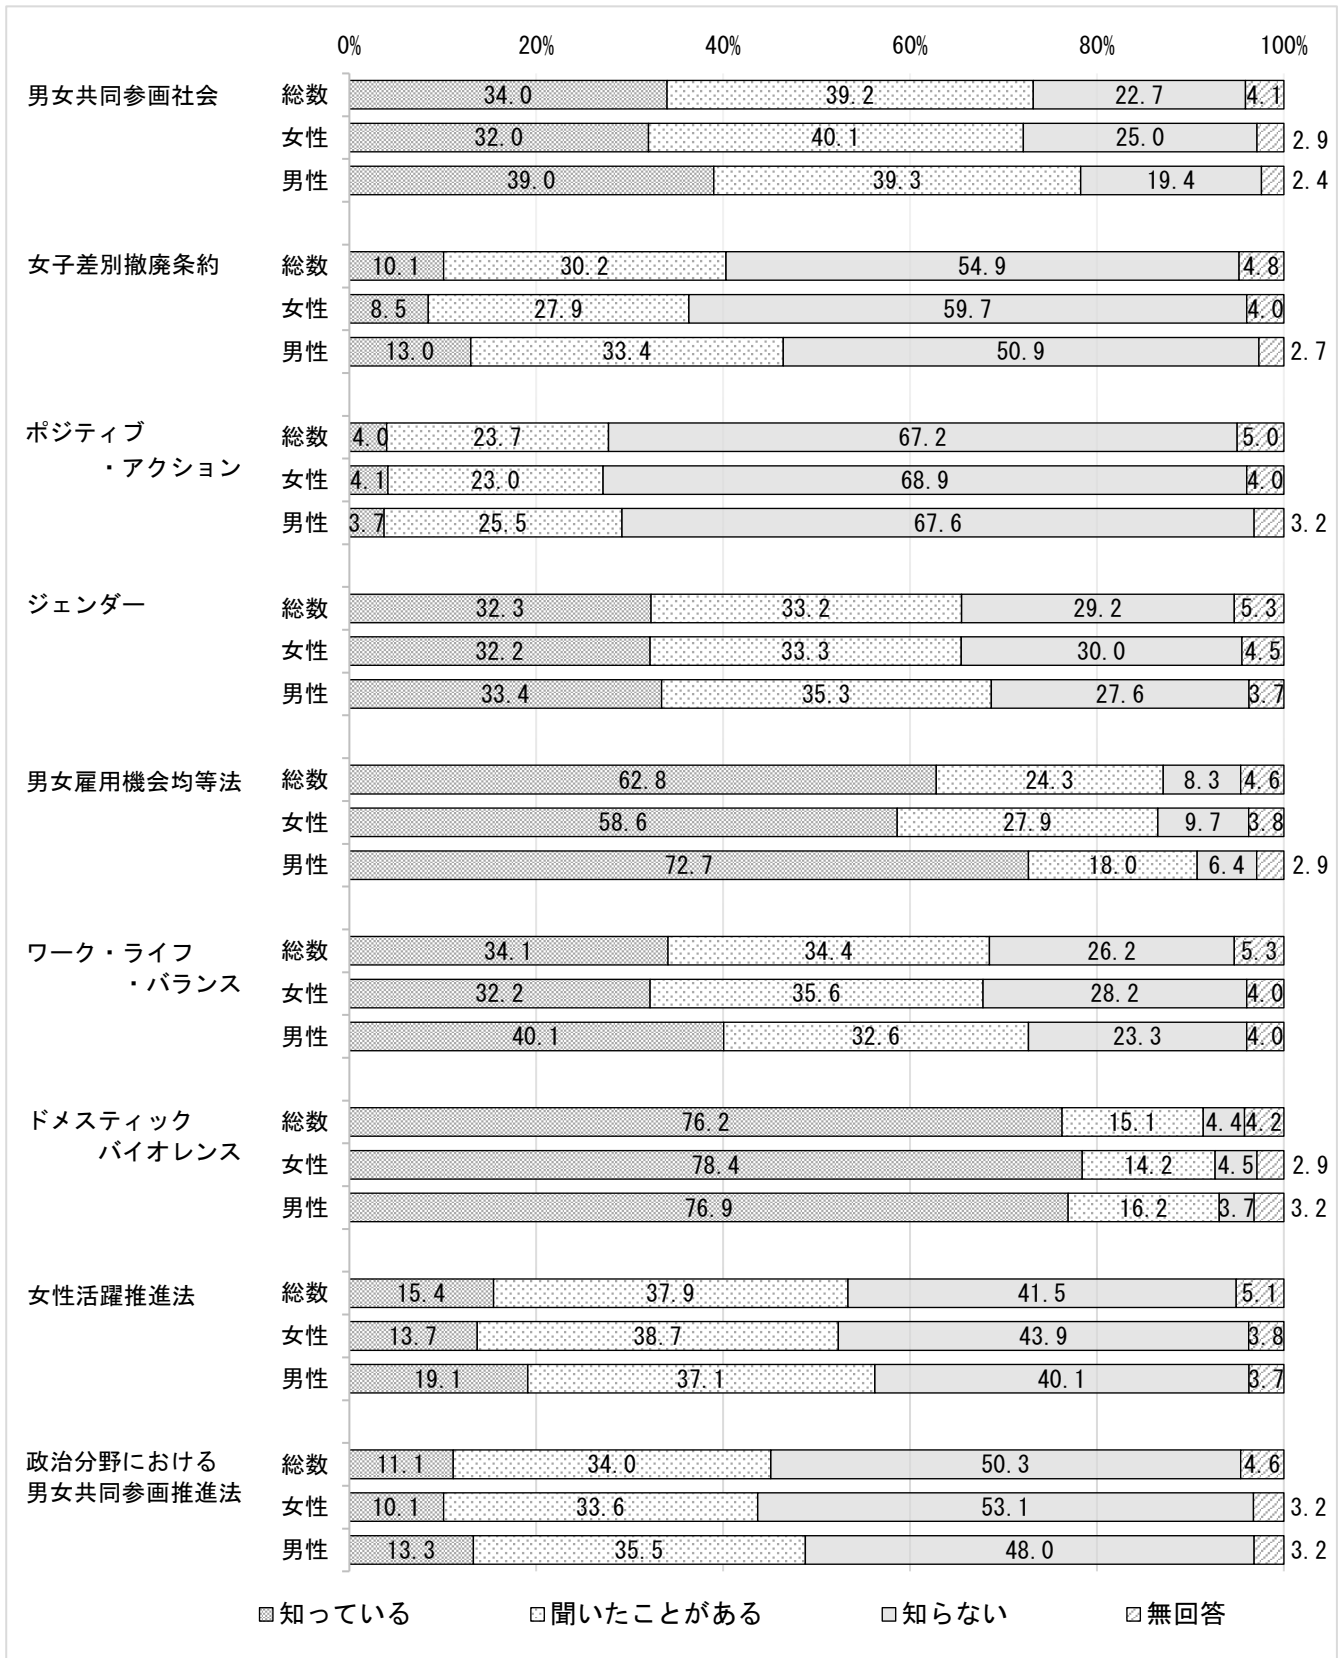 0% 20% 40% 60% 80% 100%
男女共同参画社会 総数 34.0 39.2 22.7 4.1
女性 32.0 40.1 25.0 2.9
男性 39.0 39.3 19.4 2.4
女子差別撤廃条約 総数 10.1 30.2 54.9 4.8
女性 8.5 27.9 59.7 4.0
男性 13.0 33.4 50.9 2.7
ポジティブ
・アクション
総数 4.0 23.7 67.2 5.0
女性 4.1 23.0 68.9 4.0
男性 3.7 25.5 67.6 3.2
ジェンダー 総数 32.3 33.2 29.2 5.3
女性 32.2 33.3 30.0 4.5
男性 33.4 35.3 27.6 3.7
男女雇用機会均等法 総数 62.8 24.3 8.3 4.6
女性 58.6 27.9 9.7 3.8
男性 72.7 18.0 6.4 2.9
ワーク・ライフ
・バランス
総数 34.1 34.4 26.2 5.3
女性 32.2 35.6 28.2 4.0
男性 40.1 32.6 23.3 4.0
ドメスティック
バイオレンス
総数 76.2 15.1 4.4 4.2
女性 78.4 14.2 4.5 2.9
男性 76.9 16.2 3.7 3.2
女性活躍推進法 総数 15.4 37.9 41.5 5.1
女性 13.7 38.7 43.9 3.8
男性 19.1 37.1 40.1 3.7
政治分野における
男女共同参画推進法
総数 11.1 34.0 50.3 4.6
女性 10.1 33.6 53.1 3.2
男性 13.3 35.5 48.0 3.2
知っている 聞いたことがある 知らない 無回答